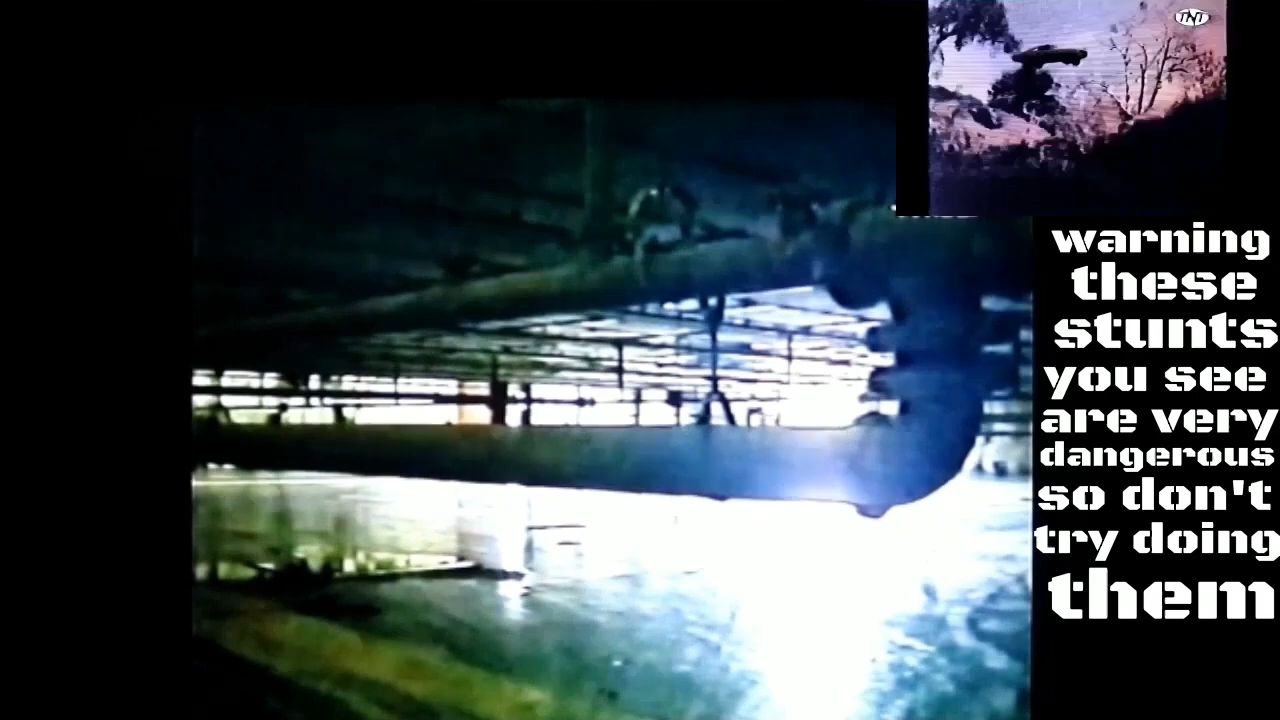 TNT
warning
these
stunts
you see
are very
dangerous
so don't
try doing
them